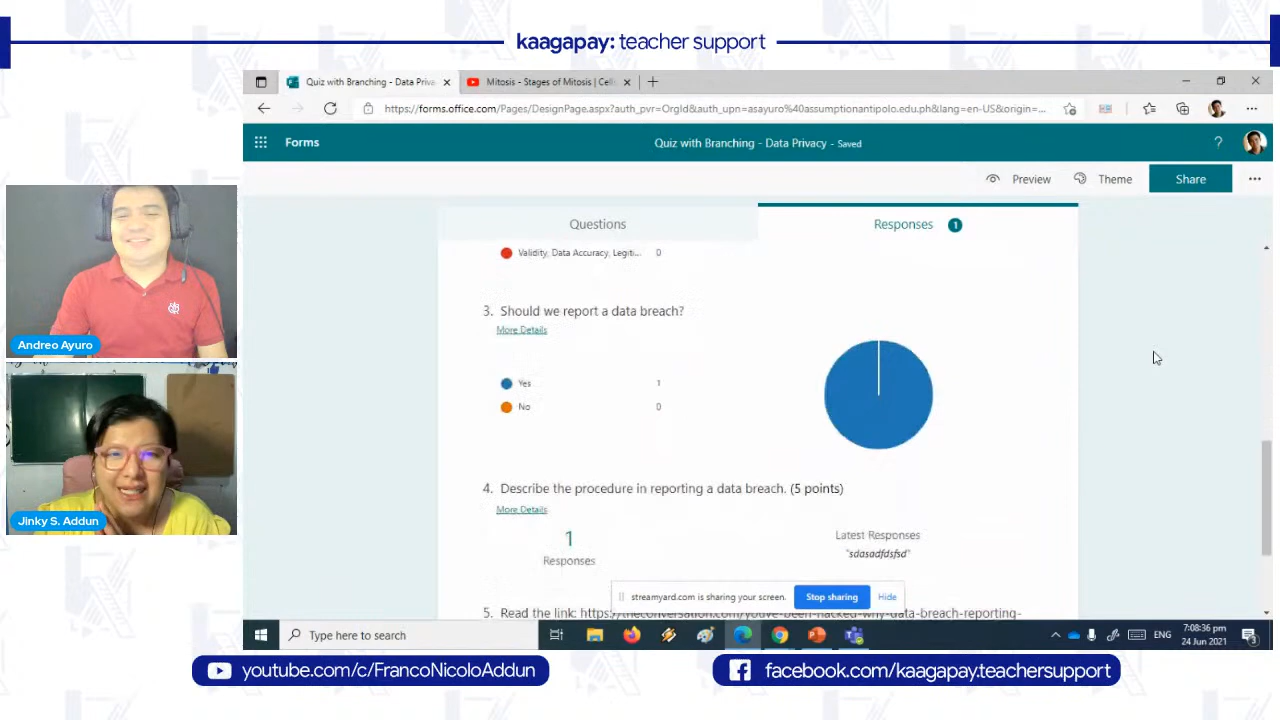 kaagapay: teacher support
Quiz with Branching - Data Priva
Mitosis - Stages of Mitosis | Cell
https://forms.office.com/Pages/DesignPage.aspx?auth_pvr=OrgId&auth_upn=asayuro%40assumptionantipolo.edu.ph&lang=en-US&origin=...
Forms
Quiz with Branching - Data Privacy - Saved
?
Preview
Theme
Share
Questions
Responses 1
Validity, Data Accuracy, Legiti... 0
3. Should we report a data breach?
More Details
Yes 1
No 0
4. Describe the procedure in reporting a data breach. (5 points)
More Details
1
Responses
Latest Responses
"sdasadfdsfsd"
streamyard.com is sharing your screen. Stop sharing Hide
5. Read the link: https://theconversation.com/youve-been-hacked-why-data-breach-reporting-
Andreo Ayuro
Jinky S. Addun
Type here to search
ENG
7:08:36 pm
24 Jun 2021
3
youtube.com/c/FrancoNicoloAddun
facebook.com/kaagapay.teachersupport